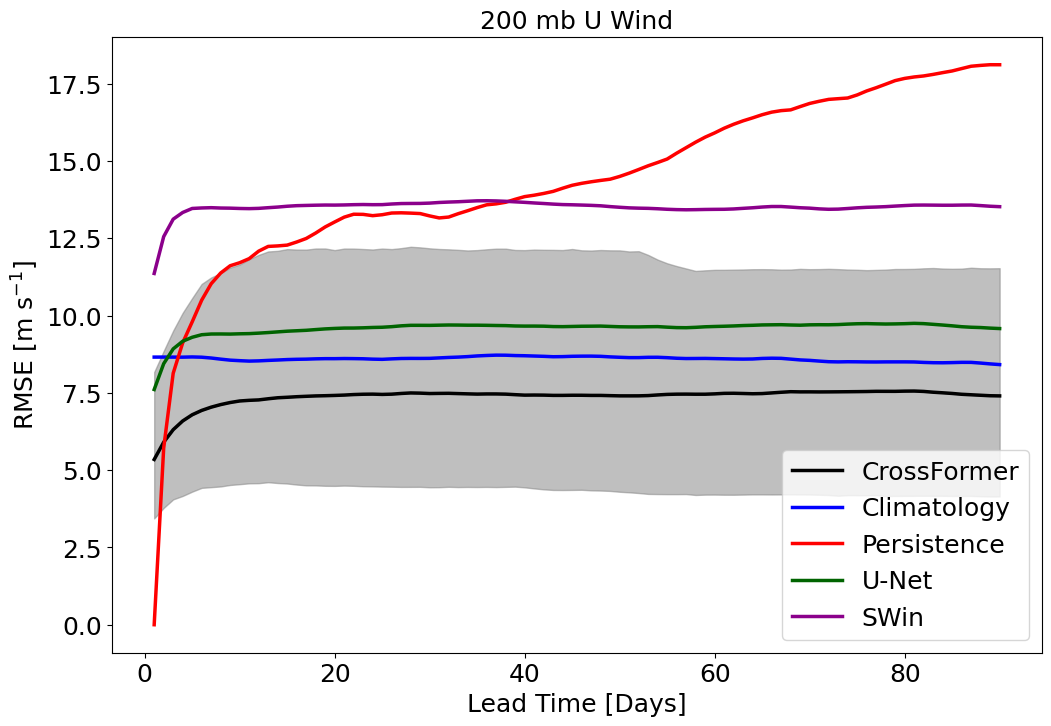 200 mb U Wind
RMSE [m s⁻¹]
17.5
15.0
12.5
10.0
7.5
5.0
2.5
0.0
0 20 40 60 80
Lead Time [Days]
CrossFormer
Climatology
Persistence
U-Net
SWin